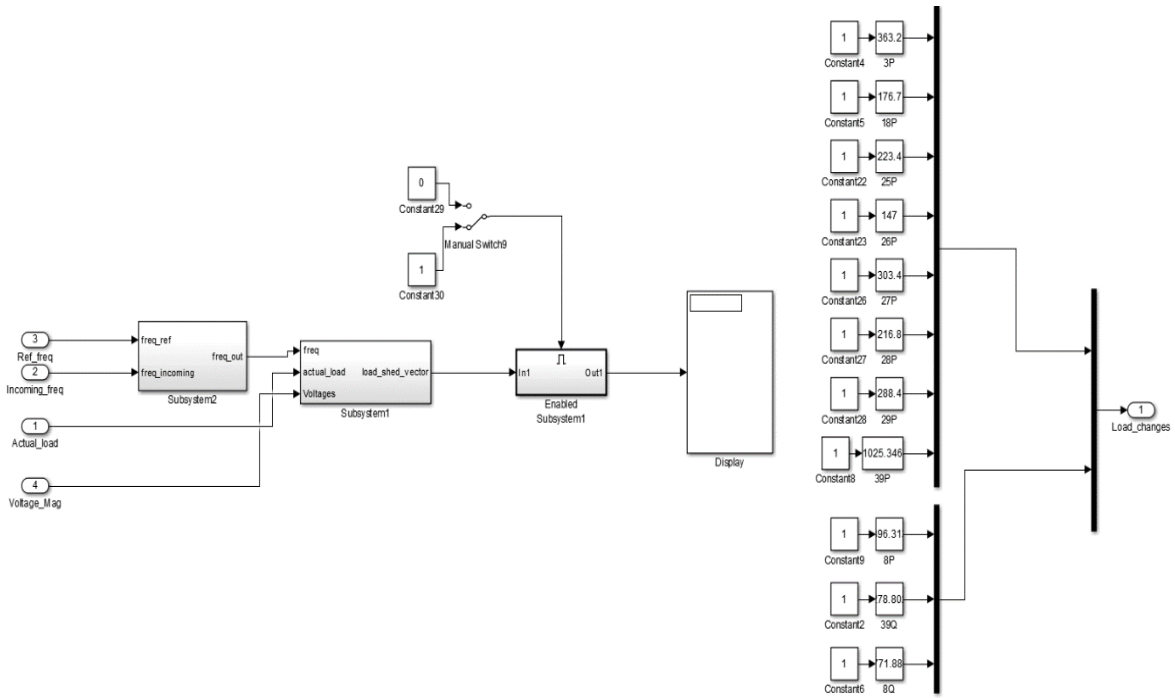 3
Ref_freq
2
Incoming_freq
1
Actual_load
4
Voltage_Mag
freq_ref
freq_incoming
freq_out
Subsystem2
freq
actual_load
Voltages
load_shed_vector
Subsystem1
0
Constant29
Manual Switch9
1
Constant30
In1
Out1
Enabled
Subsystem1
Display
1
363.2
Constant4
3P
1
176.7
Constant5
18P
1
223.4
Constant22
25P
1
147
Constant23
26P
1
303.4
Constant26
27P
1
216.8
Constant27
28P
1
288.4
Constant28
29P
1
1025.346
Constant8
39P
1
96.31
Constant9
8P
1
78.80
Constant2
39Q
1
71.88
Constant6
8Q
1
Load_changes